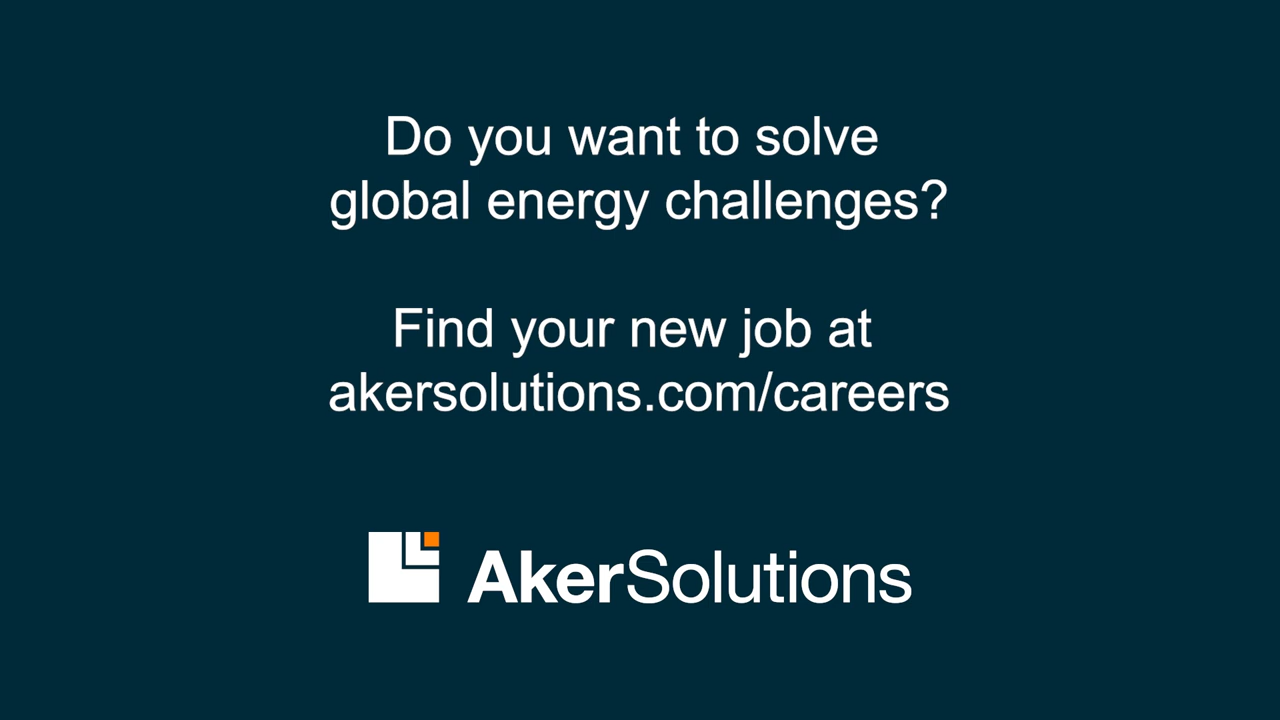 Do you want to solve
global energy challenges?
Find your new job at
akersolutions.com/careers
AkerSolutions